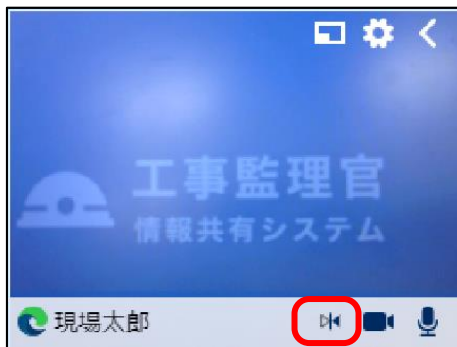 工事監理官
情報共有システム
現場太郎